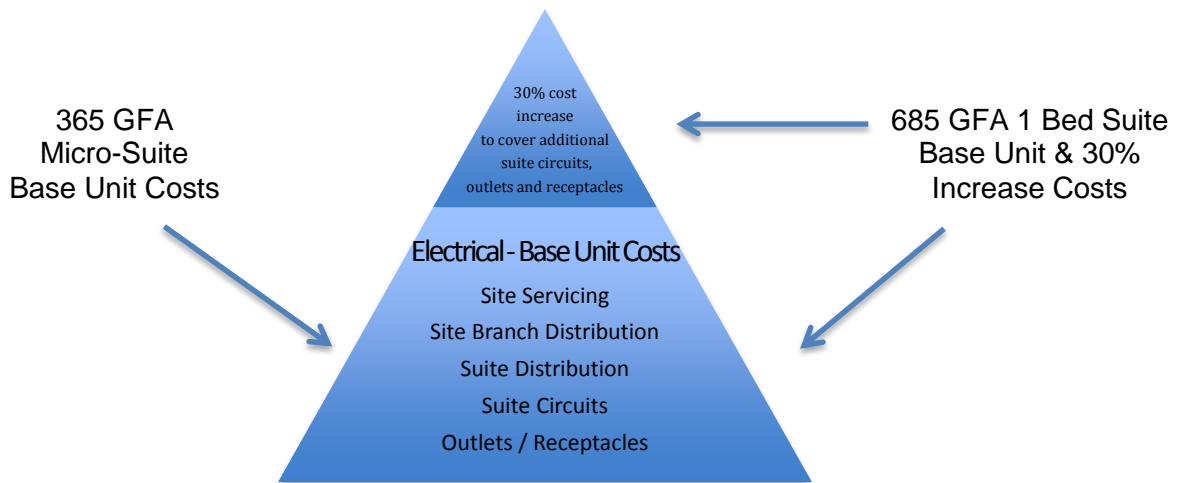 365 GFA
Micro-Suite
Base Unit Costs
30% cost
increase
to cover additional
suite circuits,
outlets and receptacles
685 GFA 1 Bed Suite
Base Unit & 30%
Increase Costs
Electrical - Base Unit Costs
Site Servicing
Site Branch Distribution
Suite Distribution
Suite Circuits
Outlets / Receptacles